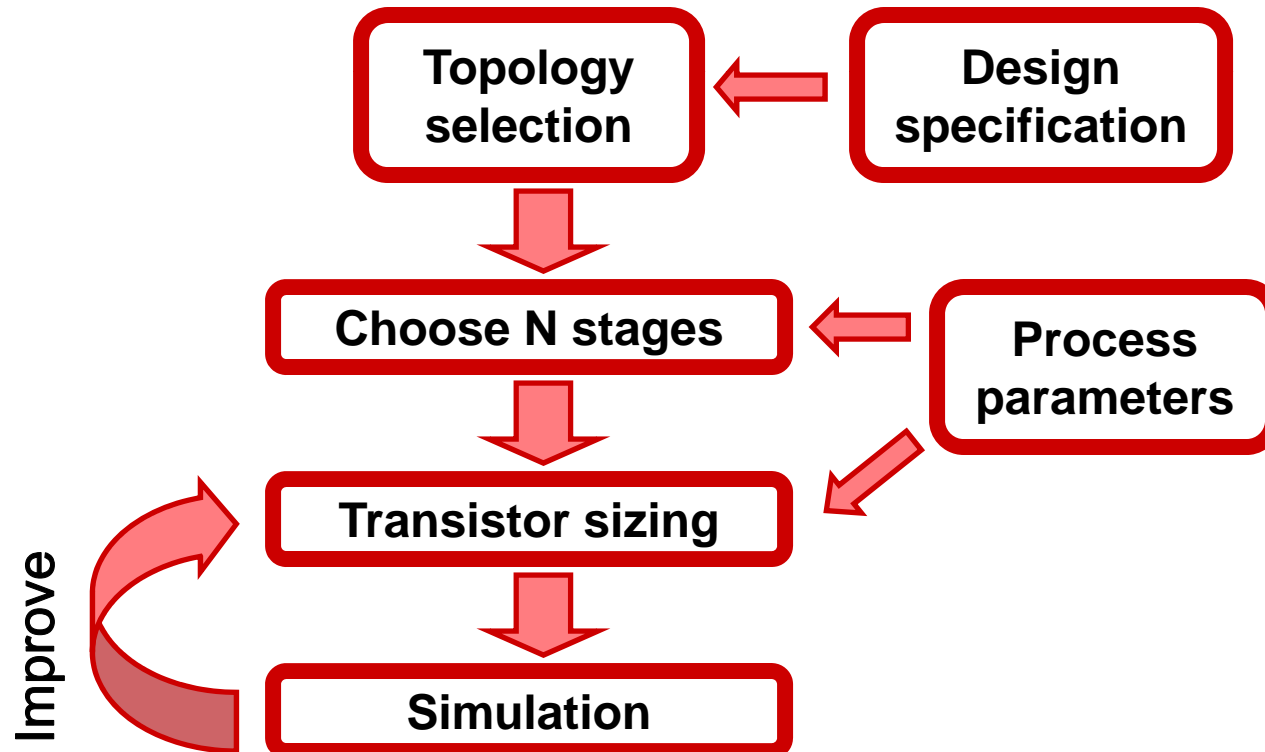 Topology
selection
Design
specification
Choose N stages
Process
parameters
Transistor sizing
Improve
Simulation